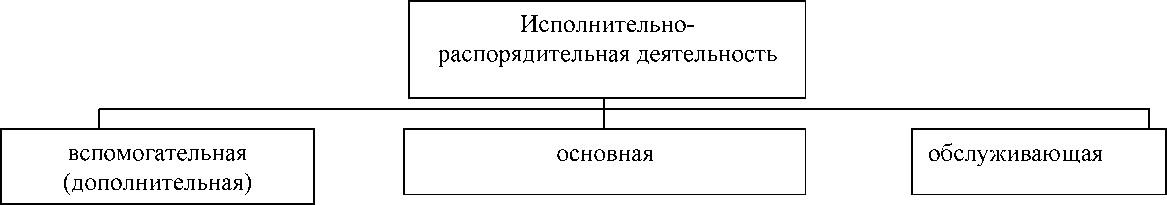 Исполнительно-
распорядительная деятельность
вспомогательная
(дополнительная)
основная
обслуживающая